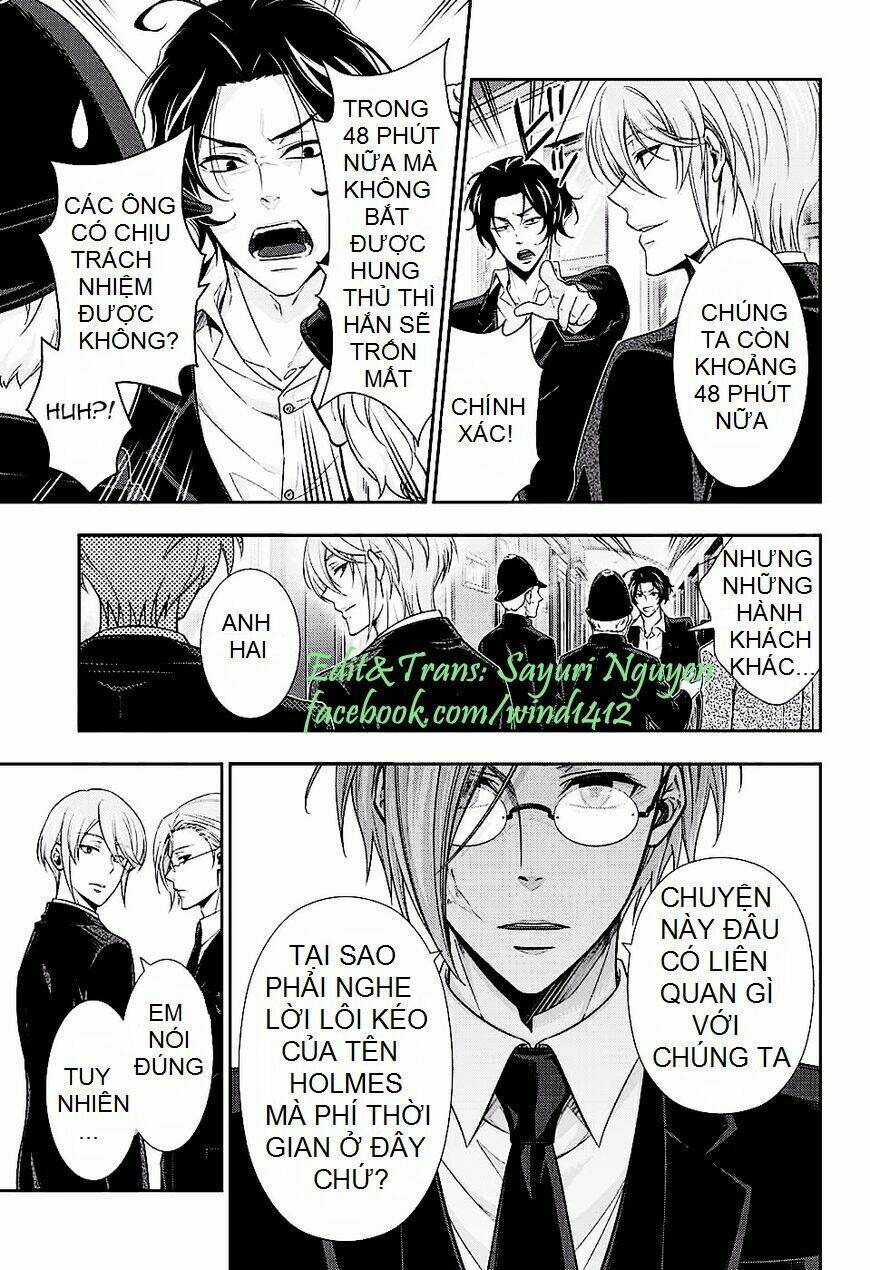 CHÚNG
TA CÒN
KHOẢNG
48 PHÚT
NỮA
CHÍNH
XÁC!
TRONG
48 PHÚT
NỮA MÀ
KHÔNG
BẮT
ĐƯỢC
HUNG
THỦ THÌ
HẮN SẼ
TRỐN
MẤT
CÁC ÔNG
CÓ CHỊU
TRÁCH
NHIỆM
ĐƯỢC
KHÔNG?
HUH?!
NHƯNG
NHỮNG
HÀNH
KHÁCH
KHÁC...
ANH
HAI
Edit&Trans: Sayuri Nguyen
facebook.com/wind1412
CHUYỆN
NÀY ĐÂU
CÓ LIÊN
QUAN GÌ
VỚI
CHÚNG TA
TẠI SAO
PHẢI NGHE
LỜI LÔI KÉO
CỦA TÊN
HOLMES
MÀ PHÍ THỜI
GIAN Ở ĐÂY
CHỨ?
EM
NÓI
ĐÚNG
TUY
NHIÊN
...